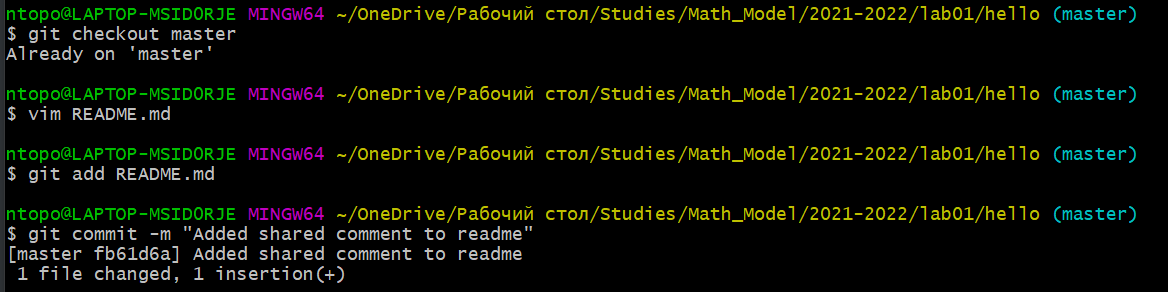 ntopo@LAPTOP-MSIDORJE MINGW64 ~/OneDrive/Рабочий стол/Studies/Math_Model/2021-2022/lab01/hello (master)
$ git checkout master
Already on 'master'
ntopo@LAPTOP-MSIDORJE MINGW64 ~/OneDrive/Рабочий стол/Studies/Math_Model/2021-2022/lab01/hello (master)
$ vim README.md
ntopo@LAPTOP-MSIDORJE MINGW64 ~/OneDrive/Рабочий стол/Studies/Math_Model/2021-2022/lab01/hello (master)
$ git add README.md
ntopo@LAPTOP-MSIDORJE MINGW64 ~/OneDrive/Рабочий стол/Studies/Math_Model/2021-2022/lab01/hello (master)
$ git commit -m "Added shared comment to readme"
[master fb61d6a] Added shared comment to readme
 1 file changed, 1 insertion(+)